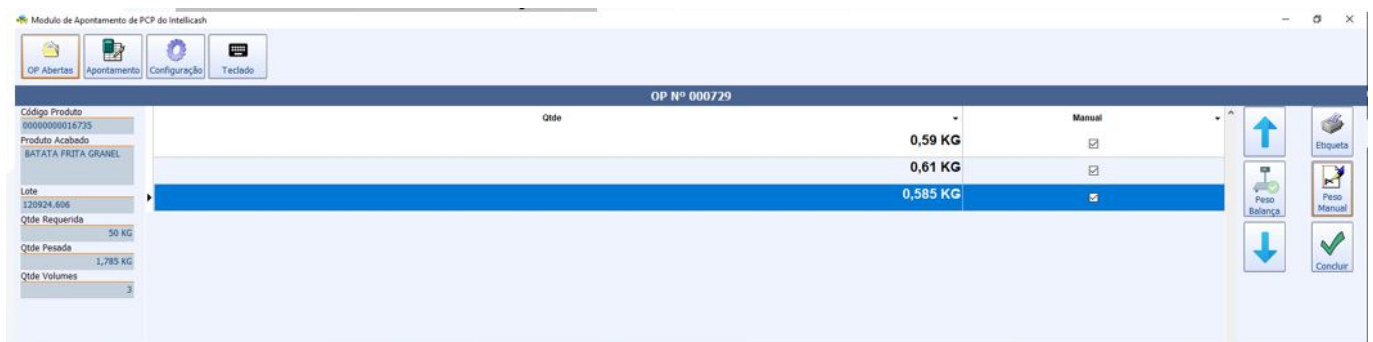 Modulo de Apontamento de PCP do Intellicash
OP Abertas
Apontamento
Configuração
Teclado
OP Nº 000729
Código Produto
00000000016735
Produto Acabado
BATATA FRITA GRANEL
Lote
120924.606
Qtde Requerida
50 KG
Qtde Pesada
1,785 KG
Qtde Volumes
3
Qtde
Manual
0,59 KG
0,61 KG
0,585 KG
Etiqueta
Peso
Balança
Peso
Manual
Concluir